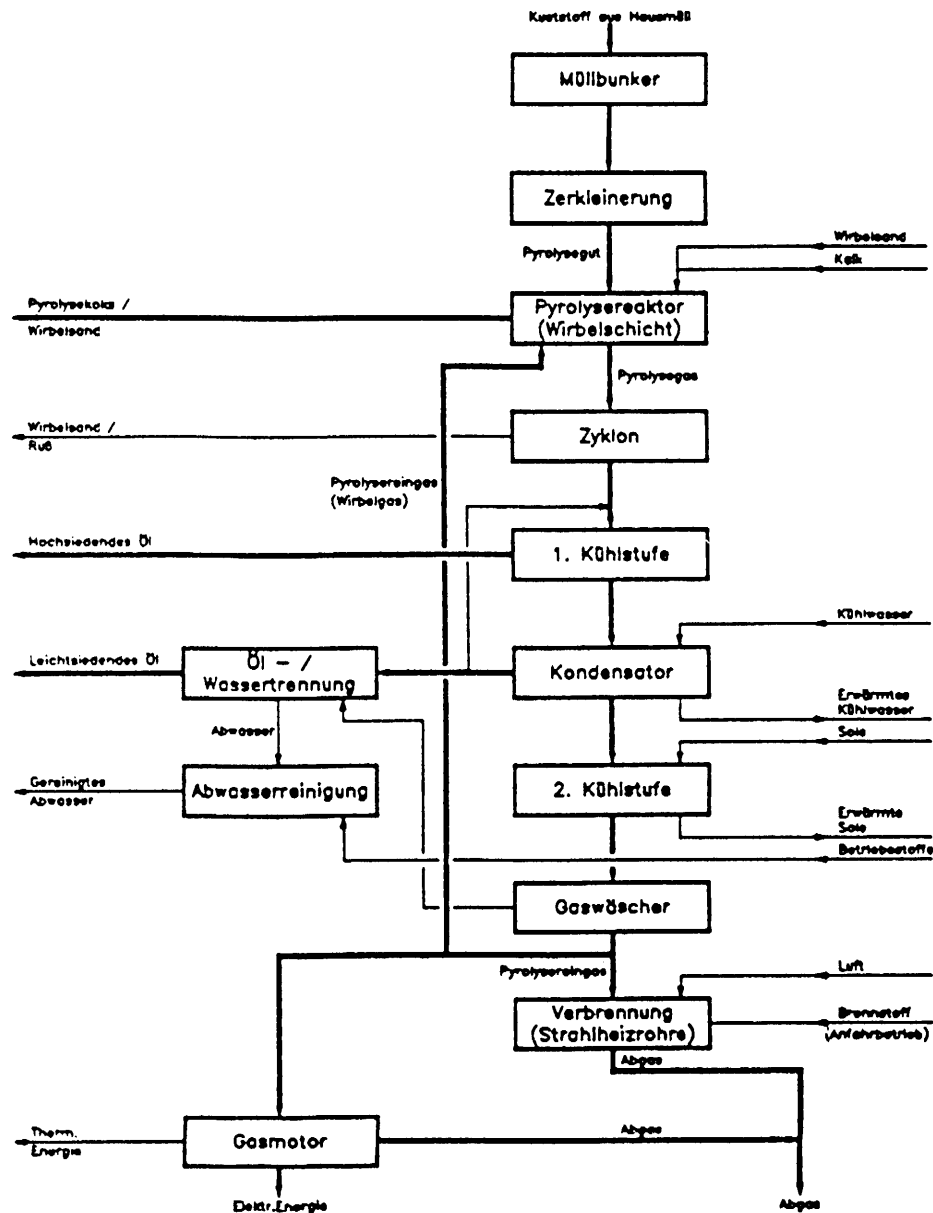 Kuststoff aus Hausmüll
Müllbunker
Zerkleinerung
Pyrolysegut
Wirbelsand
Kalk
Pyrolysekoks /
Wirbelsand
Pyrolysereaktor
(Wirbelschicht)
Pyrolysegas
Wirbelsand /
Ruß
Zyklon
Pyrolysereingas
(Wirbelgas)
Hochsiedendes Öl
1. Kühlstufe
Kühlwasser
Leichtsiedendes Öl
Öl - /
Wassertrennung
Kondensator
Erwärmtes
Kühlwasser
Abwasser
Sole
Gereinigtes
Abwasser
Abwasserreinigung
2. Kühlstufe
Erwärmte
Sole
Betriebsstoffe
Gaswäscher
Pyrolysereingas
Luft
Verbrennung
(Strahlheizrohre)
Brennstoff
(Anfahrbetrieb)
Abgas
Therm.
Energie
Gasmotor
Abgas
Elektr.Energie
Abgas